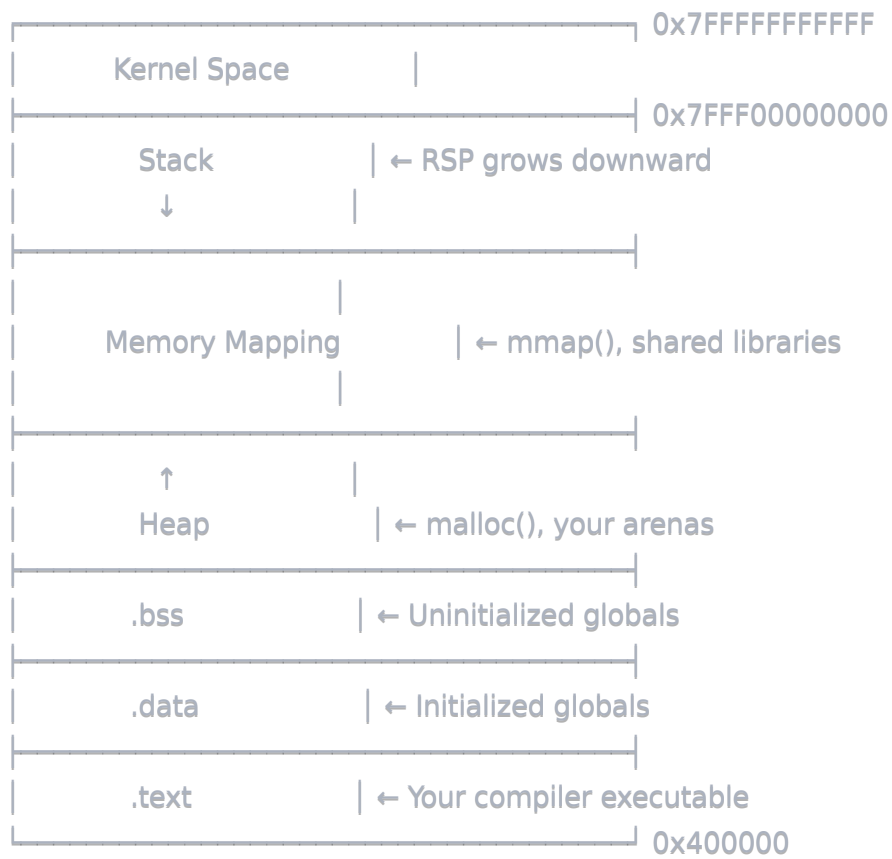 0x7FFFFFFFFFFF
Kernel Space
0x7FFF00000000
Stack ← RSP grows downward
↓
Memory Mapping ← mmap(), shared libraries
↑
Heap ← malloc(), your arenas
.bss ← Uninitialized globals
.data ← Initialized globals
.text ← Your compiler executable
0x400000